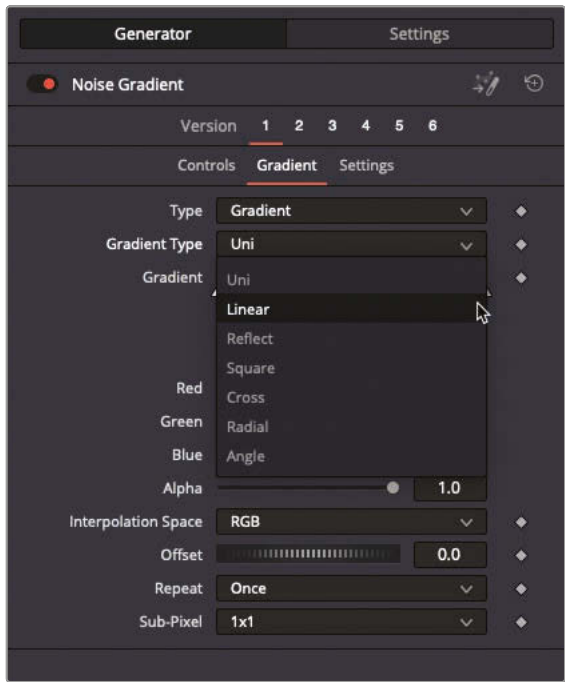 Generator Settings
Noise Gradient
Version 1 2 3 4 5 6
Controls Gradient Settings
Type Gradient
Gradient Type Uni
Gradient Uni
Linear
Reflect
Square
Red Cross
Green Radial
Blue Angle
Alpha 1.0
Interpolation Space RGB
Offset 0.0
Repeat Once
Sub-Pixel 1x1